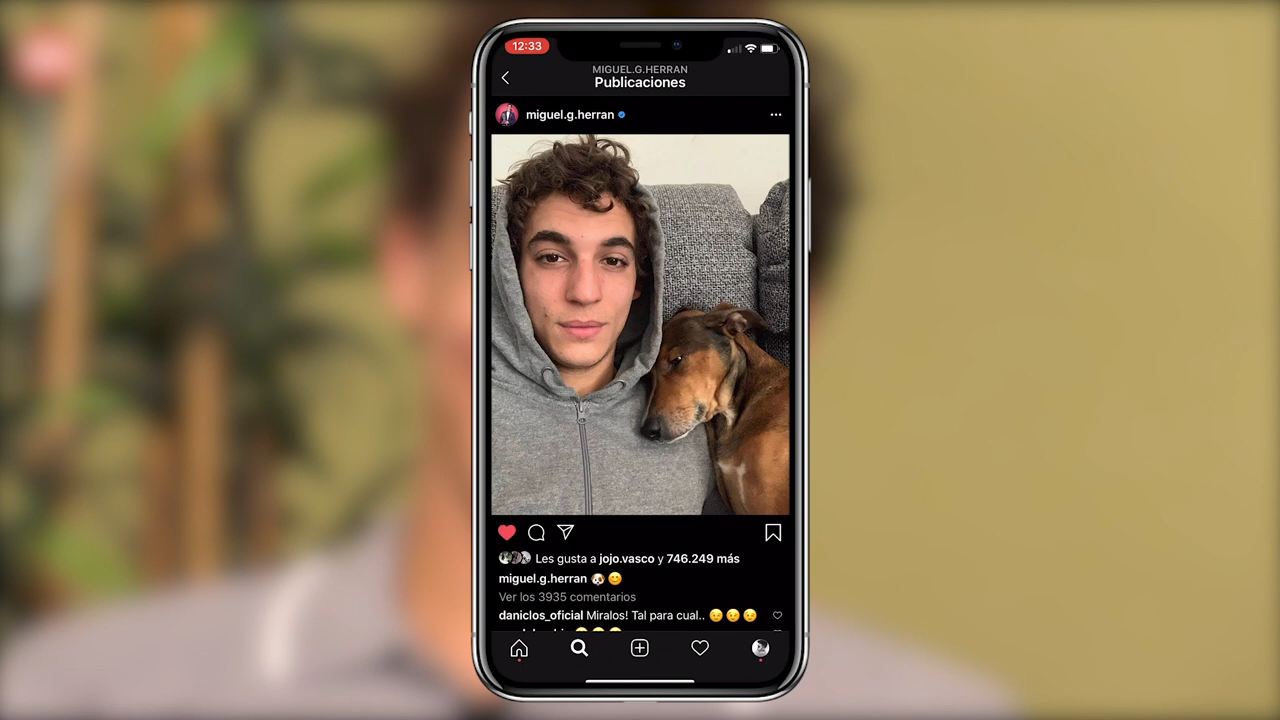 12:33
MIGUEL.G.HERRAN
Publicaciones
miguel.g.herran
Les gusta a jojo.vasco y 746.249 más
miguel.g.herran 🐶 😊
Ver los 3935 comentarios
daniclos_oficial Miralos! Tal para cual.. 😉😉😉